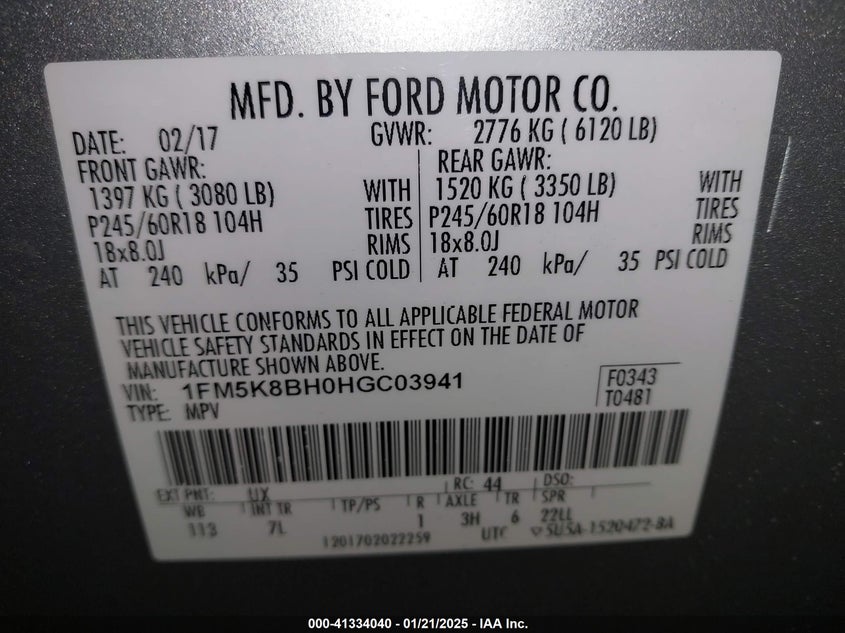 MFD. BY FORD MOTOR CO.
DATE: 02/17 GVWR: 2776 KG ( 6120 LB)
FRONT GAWR: REAR GAWR:
1397 KG ( 3080 LB) WITH 1520 KG ( 3350 LB) WITH
P245/60R18 104H TIRES P245/60R18 104H TIRES
18x8.0J RIMS 18x8.0J RIMS
AT 240 kPa/ 35 PSI COLD AT 240 kPa/ 35 PSI COLD
THIS VEHICLE CONFORMS TO ALL APPLICABLE FEDERAL MOTOR
VEHICLE SAFETY STANDARDS IN EFFECT ON THE DATE OF
MANUFACTURE SHOWN ABOVE.
VIN: 1FM5K8BH0HGC03941 F0343
TYPE: MPV T0481
EXT PNT: UX RC: 44 DSO:
WB INT TR TP/PS R AXLE TR SPR
113 7L 1 3H 6 22LL
1201702022259 UTC ▽ SU5A-1520472-BA
000-41334040 - 01/21/2025 - IAA Inc.